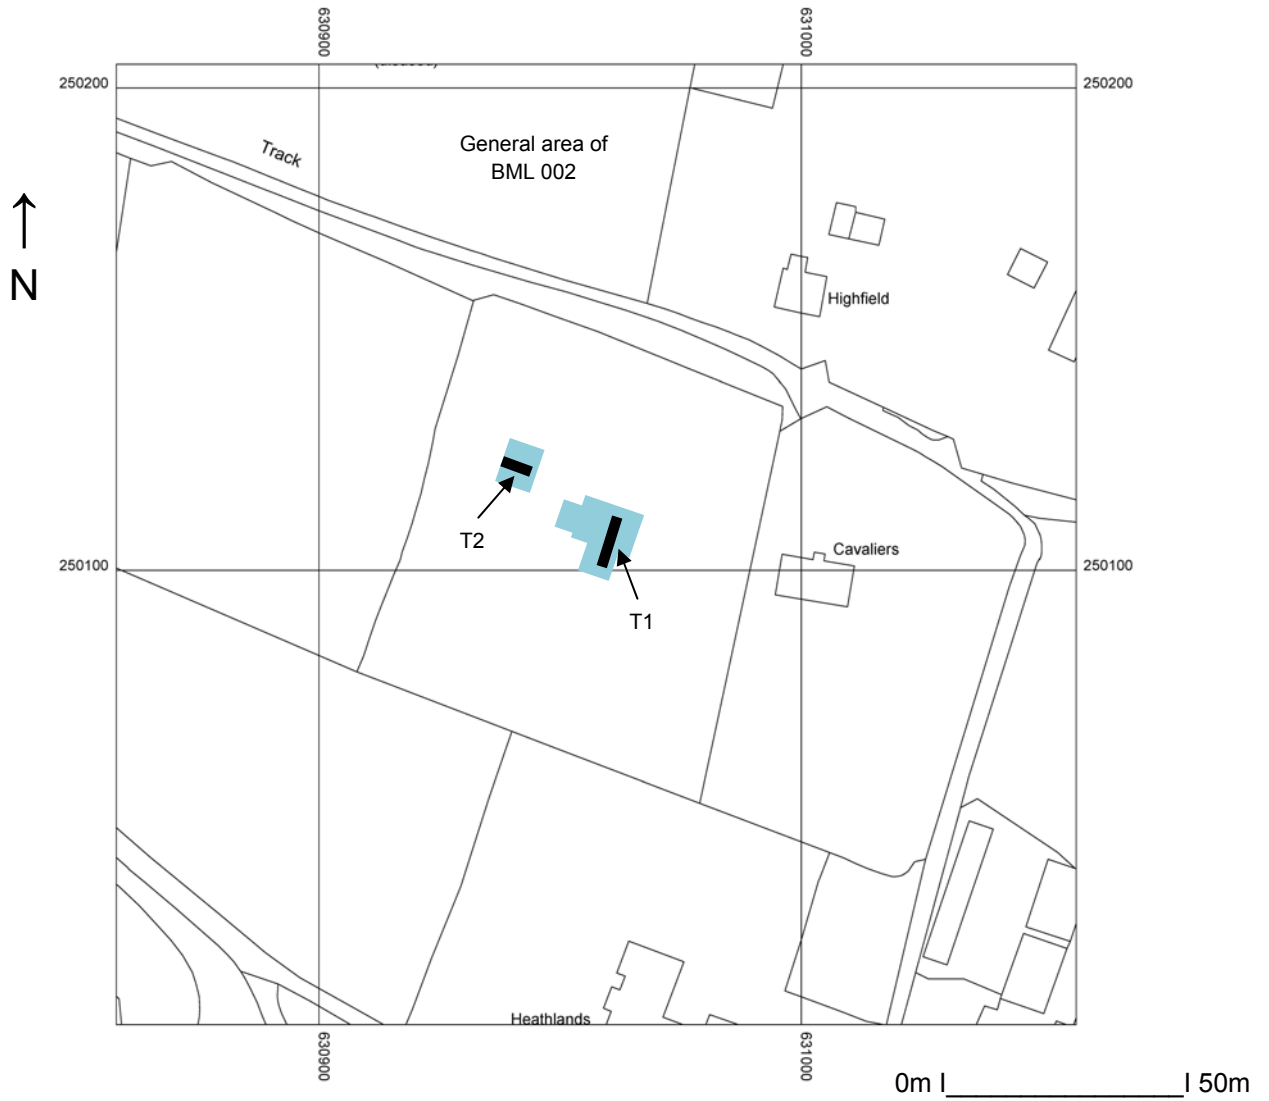 630900
631000
250200
250200
General area of
BML 002
Track
N
Highfield
T2
Cavaliers
250100
250100
T1
Heathlands
630900
631000
0m I_________________I 50m